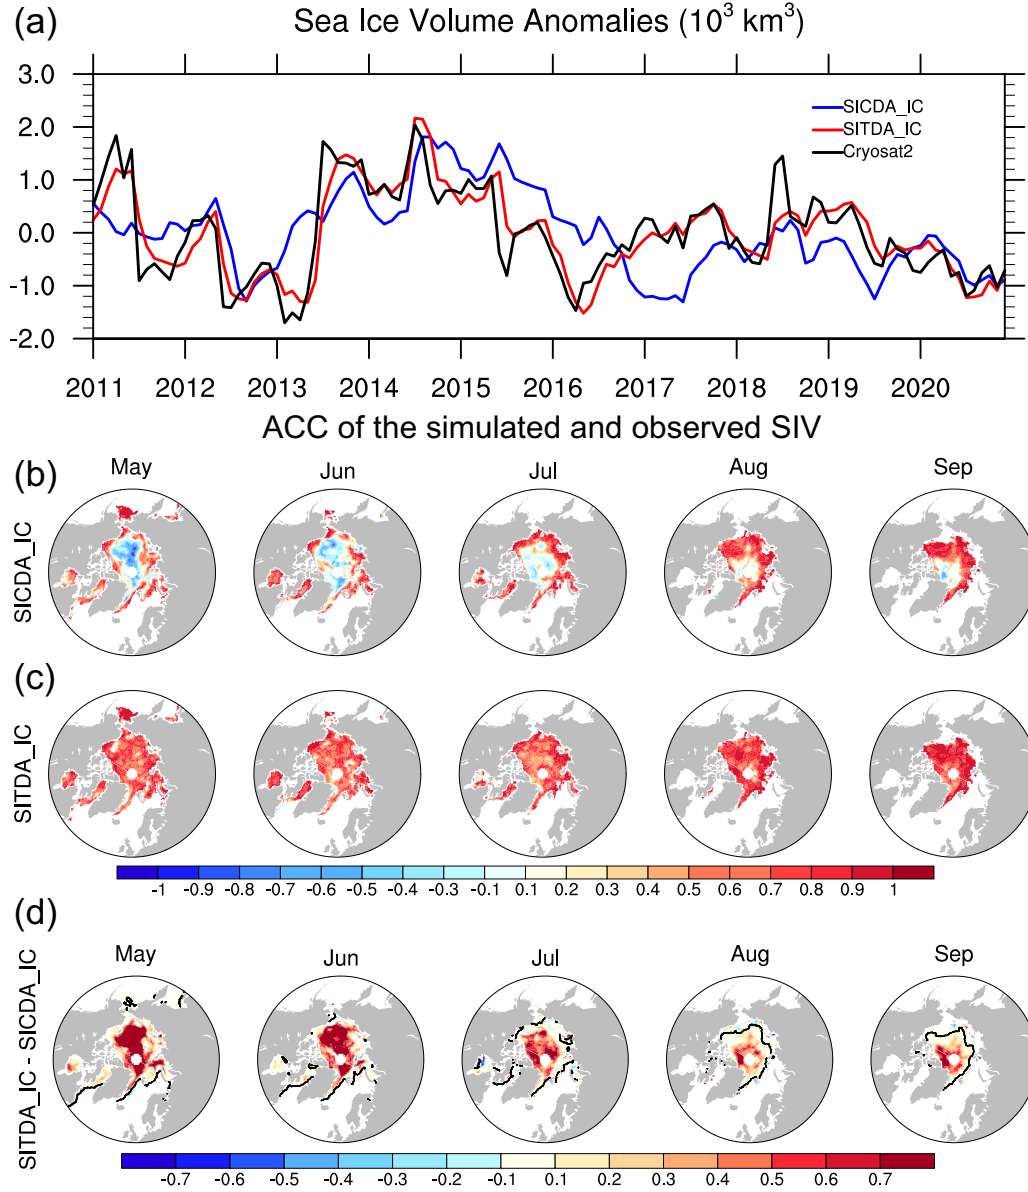 (a)
Sea Ice Volume Anomalies (10³ km³)
3.0
2.0
1.0
0.0
-1.0
-2.0
SICDA_IC
SITDA_IC
Cryosat2
2011 2012 2013 2014 2015 2016 2017 2018 2019 2020
ACC of the simulated and observed SIV
(b)
May Jun Jul Aug Sep
SICDA_IC
(c)
SITDA_IC
-1 -0.9 -0.8 -0.7 -0.6 -0.5 -0.4 -0.3 -0.1 0.1 0.2 0.3 0.4 0.5 0.6 0.7 0.8 0.9 1
(d)
May Jun Jul Aug Sep
SITDA_IC - SICDA_IC
-0.7 -0.6 -0.5 -0.4 -0.3 -0.2 -0.1 0.1 0.2 0.3 0.4 0.5 0.6 0.7